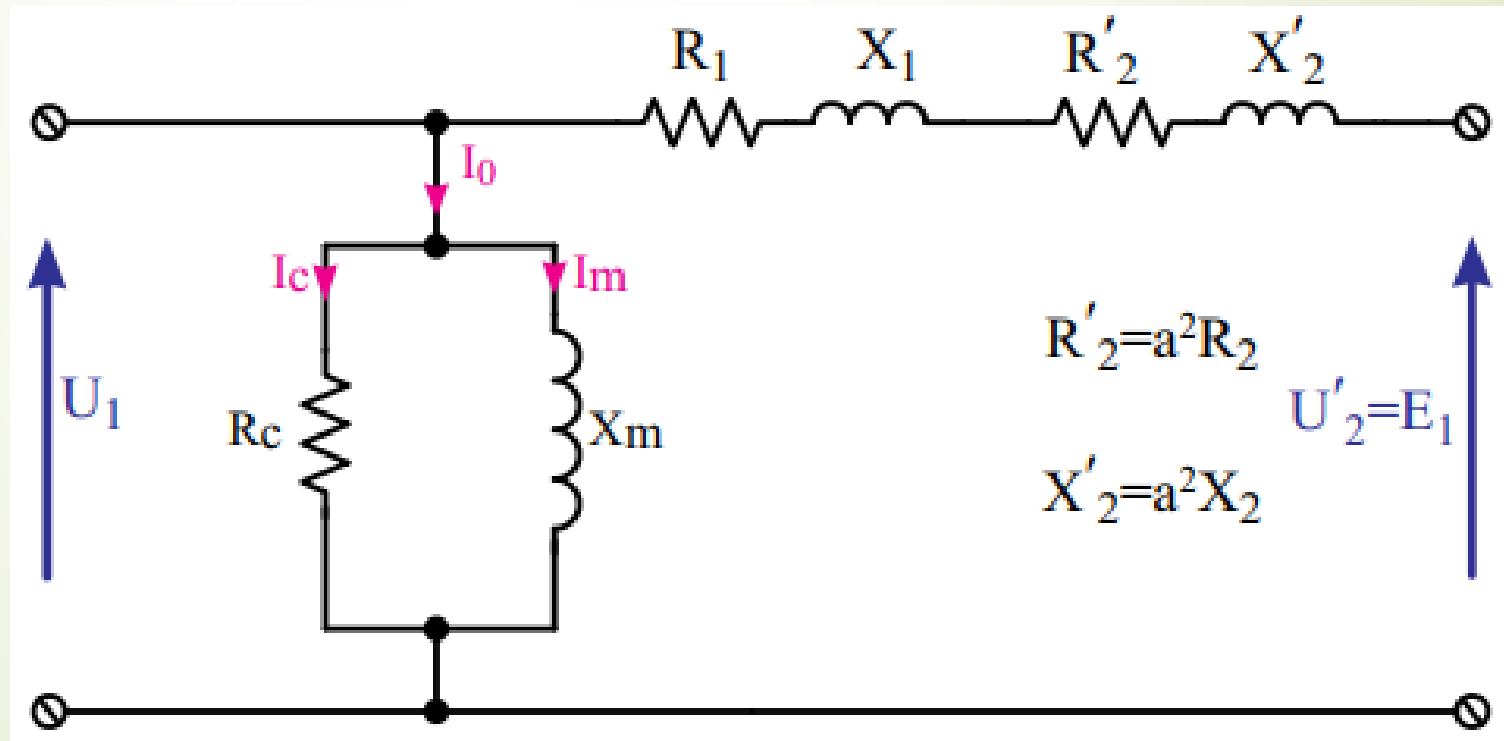 R₁ X₁ R'₂ X'₂
I₀
Ic Im
R'₂=a²R₂
U₁ Rc Xm U'₂=E₁
X'₂=a²X₂